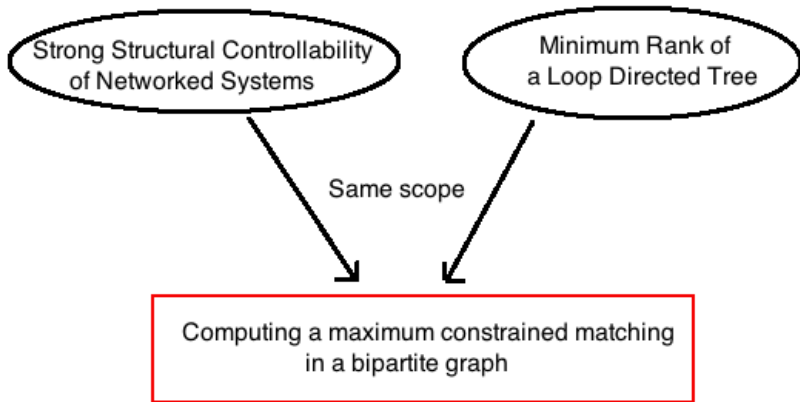 Strong Structural Controllability
of Networked Systems
Minimum Rank of
a Loop Directed Tree
Same scope
Computing a maximum constrained matching
in a bipartite graph